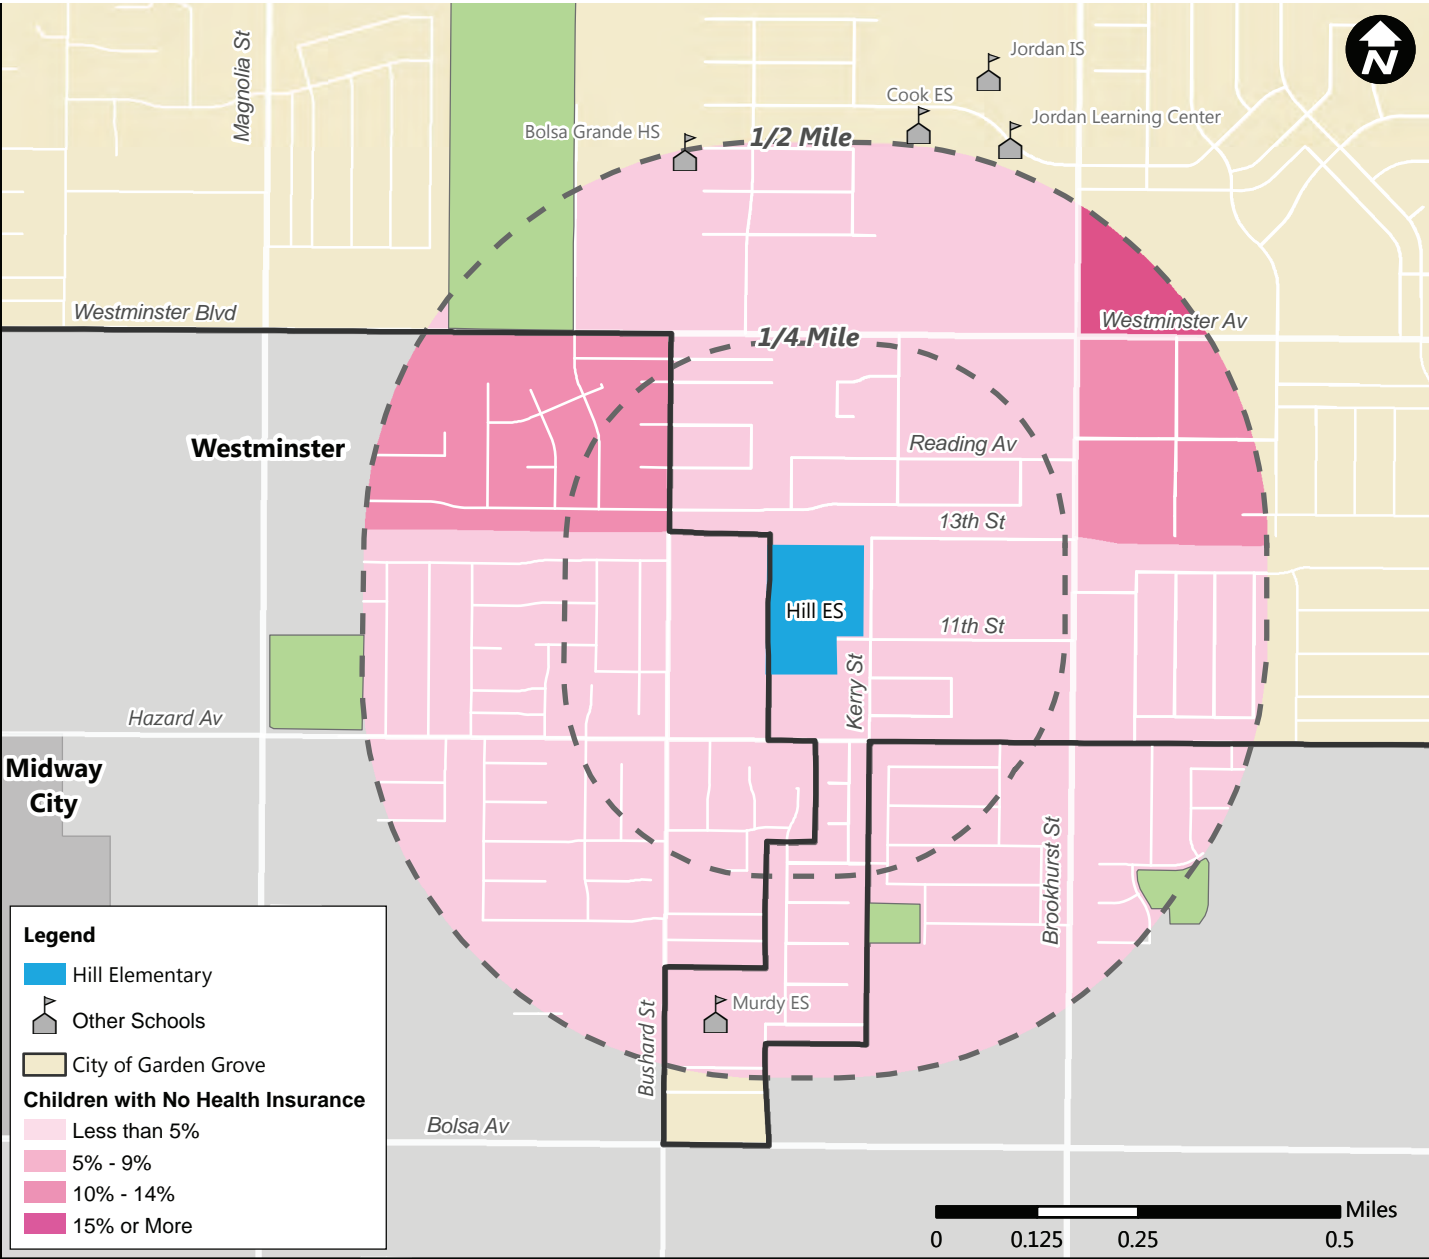 Magnolia St
Jordan IS
Cook ES
Jordan Learning Center
Bolsa Grande HS
1/2 Mile
Westminster Blvd
Westminster Av
1/4 Mile
Westminster
Reading Av
13th St
Hill ES
11th St
Kerry St
Hazard Av
Midway
City
Brookhurst St
Murdy ES
Bushard St
Bolsa Av
Legend
Hill Elementary
Other Schools
City of Garden Grove
Children with No Health Insurance
Less than 5%
5% - 9%
10% - 14%
15% or More
N
Miles
0 0.125 0.25 0.5